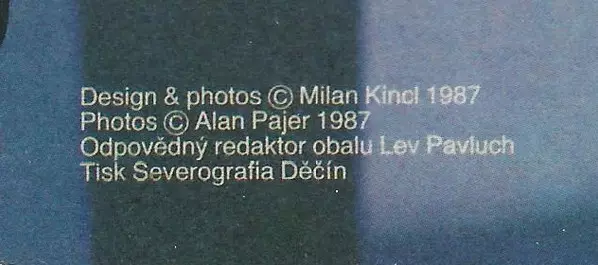 Design & photos © Milan Kincl 1987
Photos © Alan Pajer 1987
Odpovědný redaktor obalu Lev Pavluch
Tisk Severografia Děčín